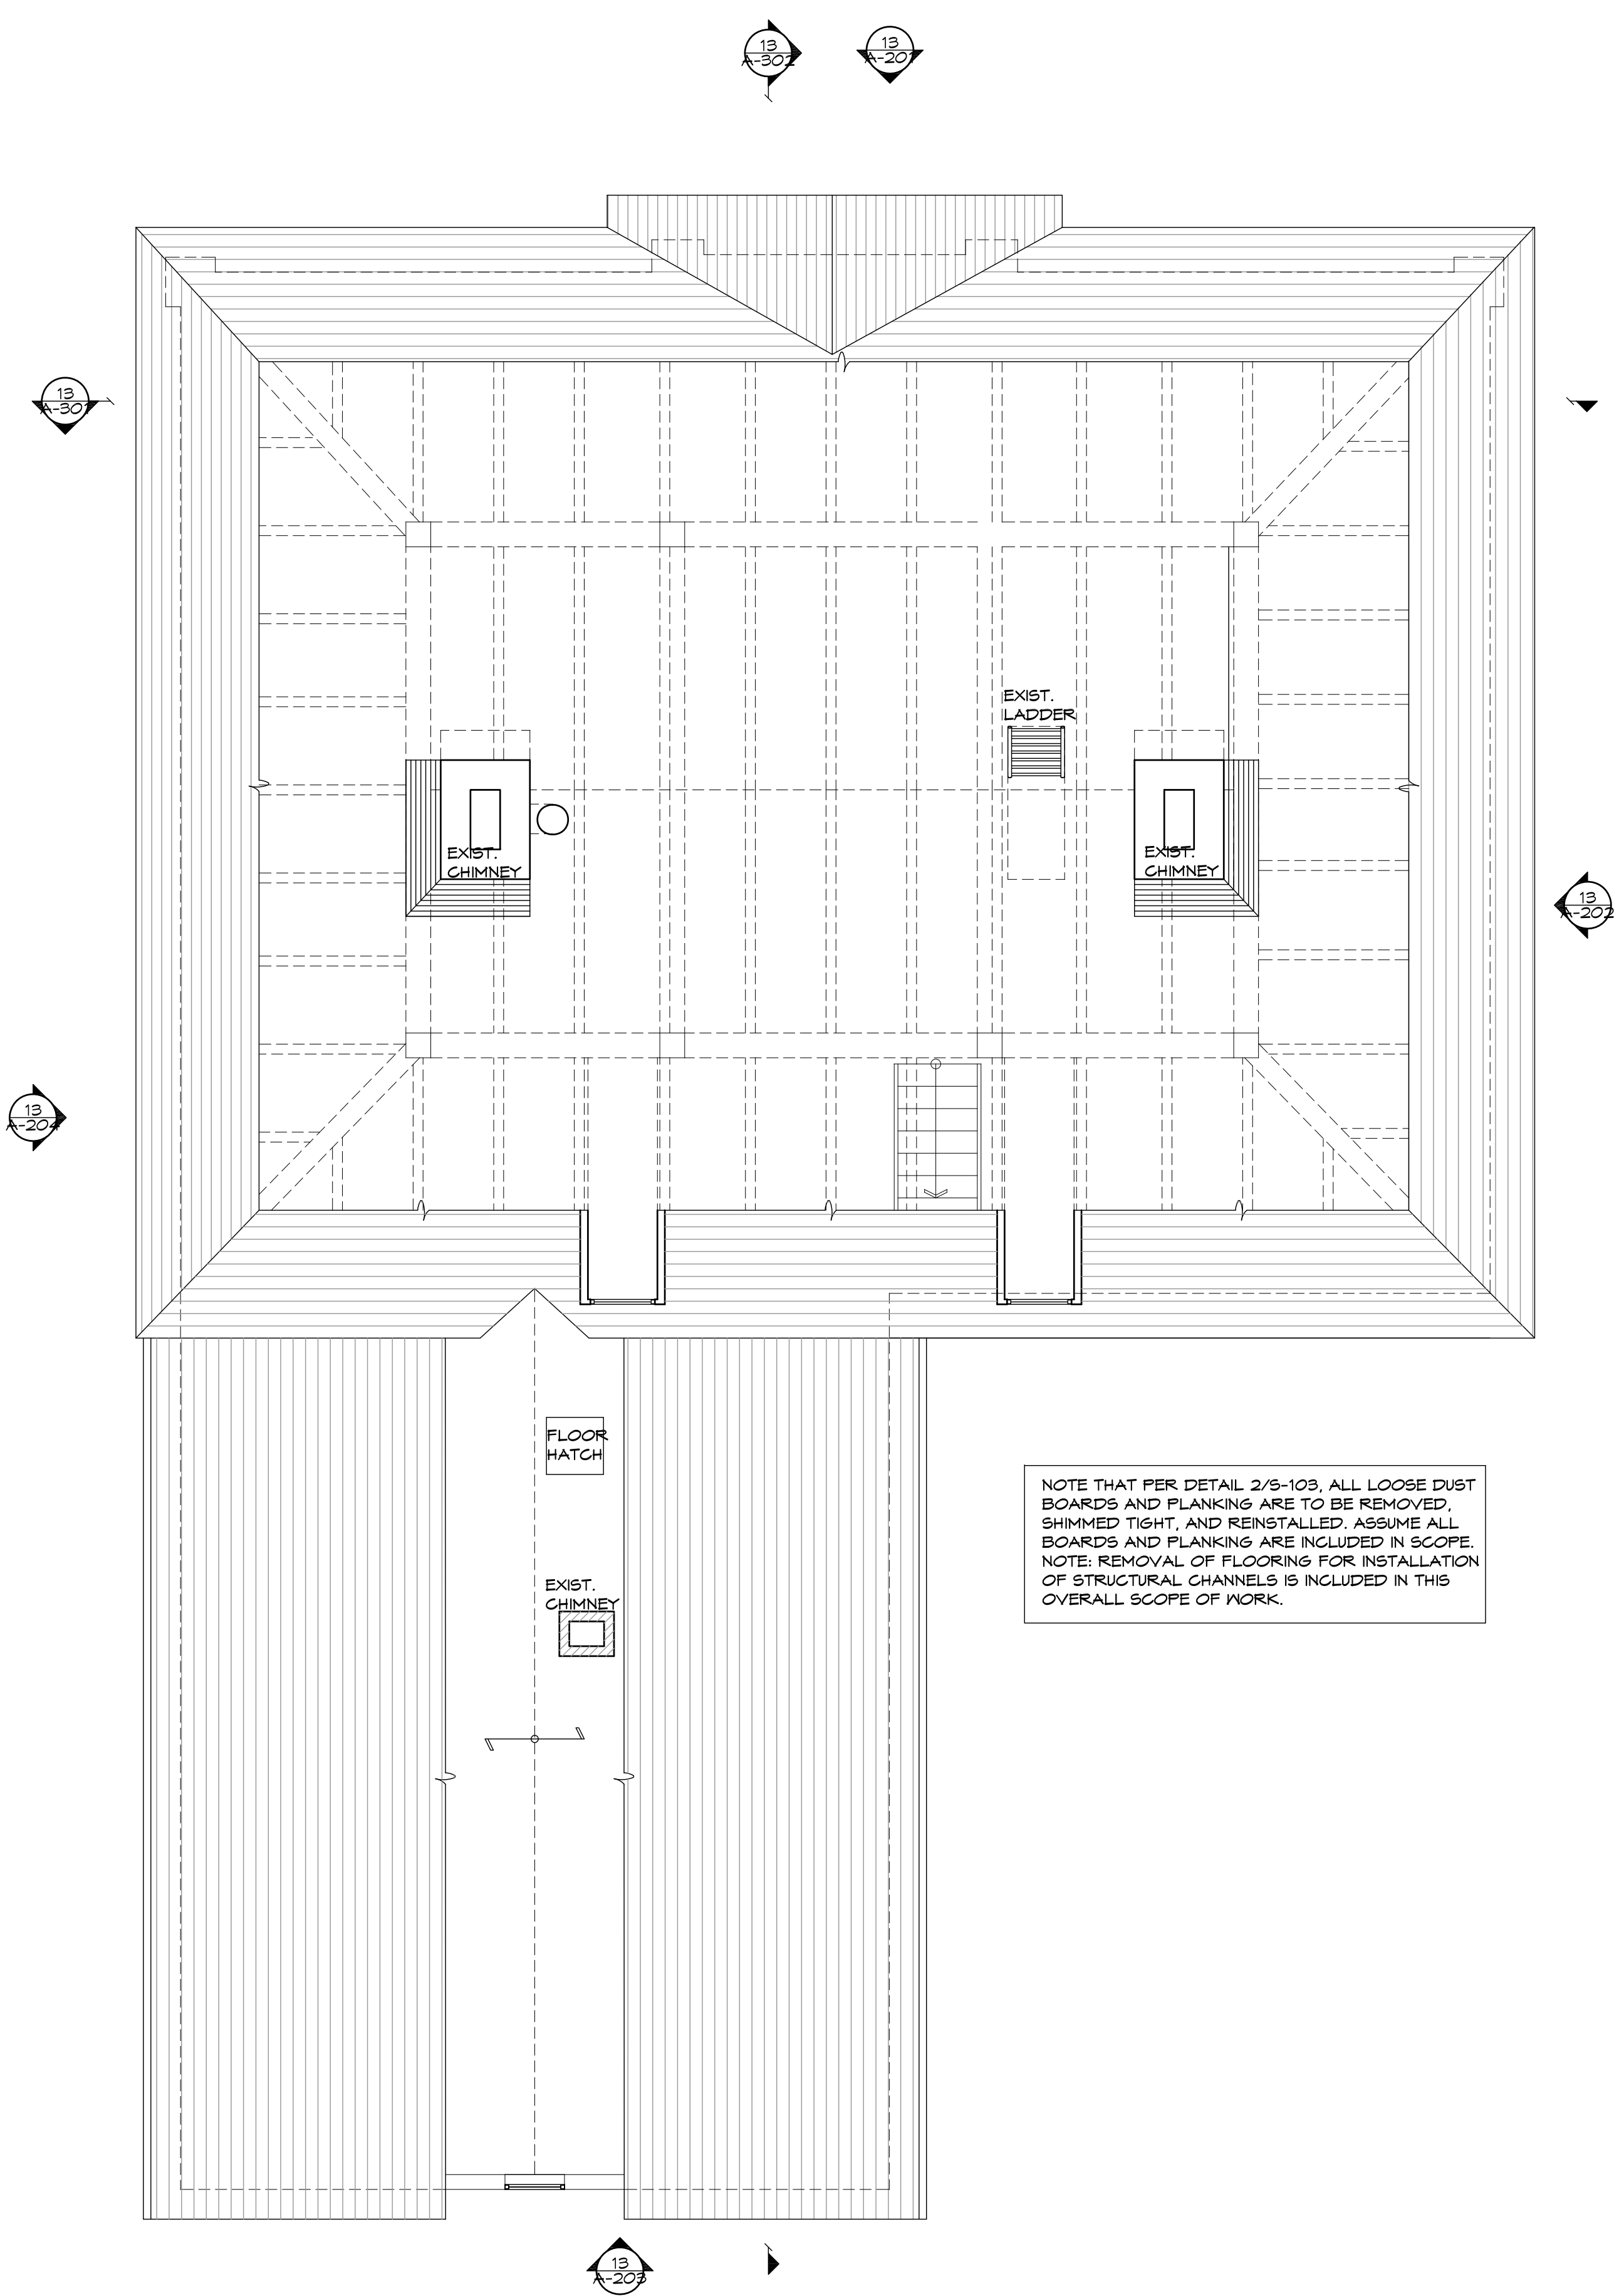 13
A-302
13
A-201
13
A-301
EXIST.
LADDER
EXIST.
CHIMNEY
EXIST.
CHIMNEY
13
A-202
13
A-204
FLOOR
HATCH
NOTE THAT PER DETAIL 2/S-103, ALL LOOSE DUST
BOARDS AND PLANKING ARE TO BE REMOVED,
SHIMMED TIGHT, AND REINSTALLED. ASSUME ALL
BOARDS AND PLANKING ARE INCLUDED IN SCOPE.
NOTE: REMOVAL OF FLOORING FOR INSTALLATION
OF STRUCTURAL CHANNELS IS INCLUDED IN THIS
OVERALL SCOPE OF WORK.
EXIST.
CHIMNEY
13
A-203